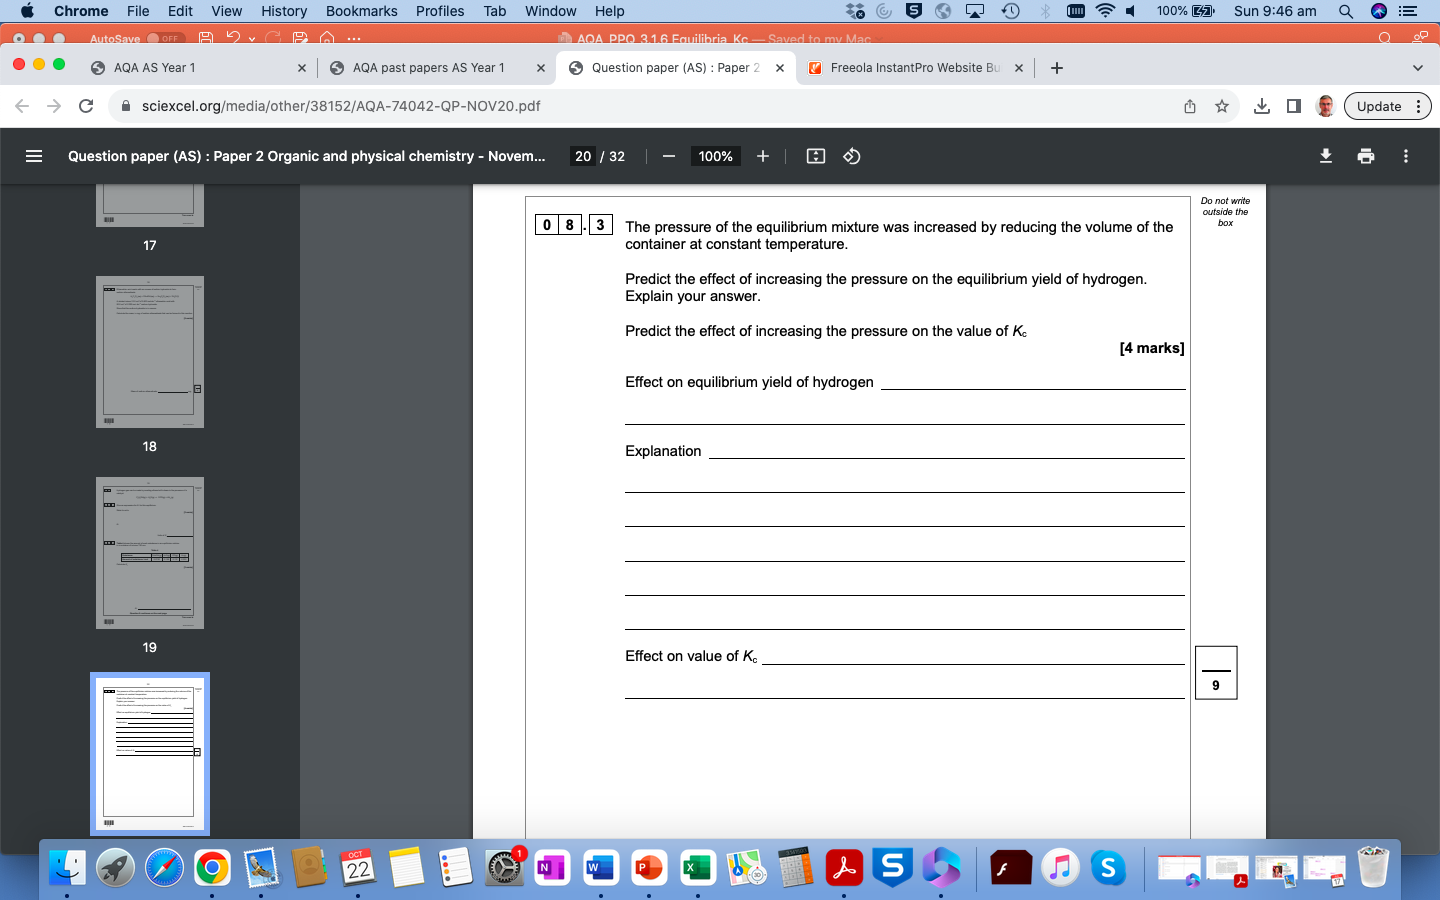 Chrome File Edit View History Bookmarks Profiles Tab Window Help 100% Sun 9:46 am
AutoSave OFF AQA PPQ 3.1.6 Equilibria Kc — Saved to my Mac
AQA AS Year 1 AQA past papers AS Year 1 Question paper (AS) : Paper 2 Freeola InstantPro Website Bu
sciexcel.org/media/other/38152/AQA-74042-QP-NOV20.pdf Update
Question paper (AS) : Paper 2 Organic and physical chemistry - Novem... 20 / 32 100%
17
18
19
Do not write
outside the
box
0 8 . 3 The pressure of the equilibrium mixture was increased by reducing the volume of the
container at constant temperature.
Predict the effect of increasing the pressure on the equilibrium yield of hydrogen.
Explain your answer.
Predict the effect of increasing the pressure on the value of Kc
[4 marks]
Effect on equilibrium yield of hydrogen
Explanation
Effect on value of Kc
9
OCT
22
1
17